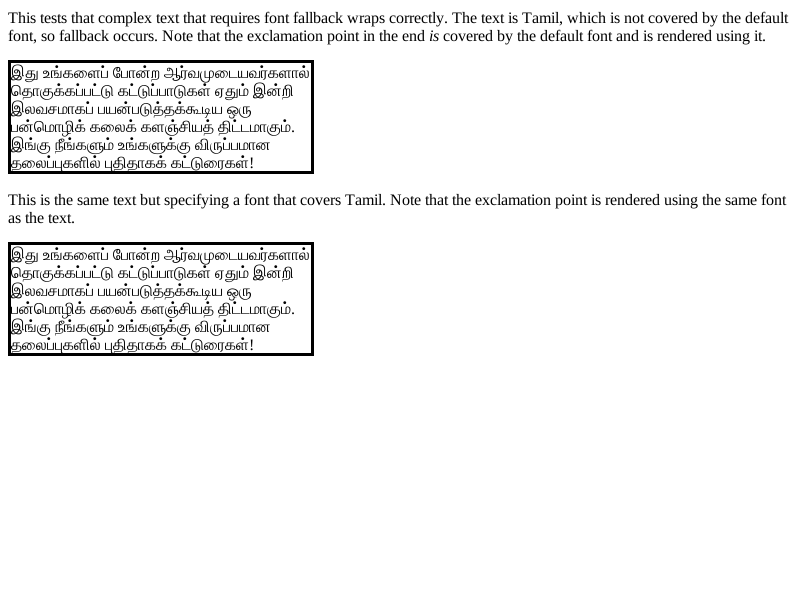 This tests that complex text that requires font fallback wraps correctly. The text is Tamil, which is not covered by the default
font, so fallback occurs. Note that the exclamation point in the end is covered by the default font and is rendered using it.
இது உங்களைப் போன்ற ஆர்வமுடையவர்களால்
தொகுக்கப்பட்டு கட்டுப்பாடுகள் ஏதும் இன்றி
இலவசமாகப் பயன்படுத்தக்கூடிய ஒரு
பன்மொழிக் கலைக் களஞ்சியத் திட்டமாகும்.
இங்கு நீங்களும் உங்களுக்கு விருப்பமான
தலைப்புகளில் புதிதாகக் கட்டுரைகள்!
This is the same text but specifying a font that covers Tamil. Note that the exclamation point is rendered using the same font
as the text.
இது உங்களைப் போன்ற ஆர்வமுடையவர்களால்
தொகுக்கப்பட்டு கட்டுப்பாடுகள் ஏதும் இன்றி
இலவசமாகப் பயன்படுத்தக்கூடிய ஒரு
பன்மொழிக் கலைக் களஞ்சியத் திட்டமாகும்.
இங்கு நீங்களும் உங்களுக்கு விருப்பமான
தலைப்புகளில் புதிதாகக் கட்டுரைகள்!